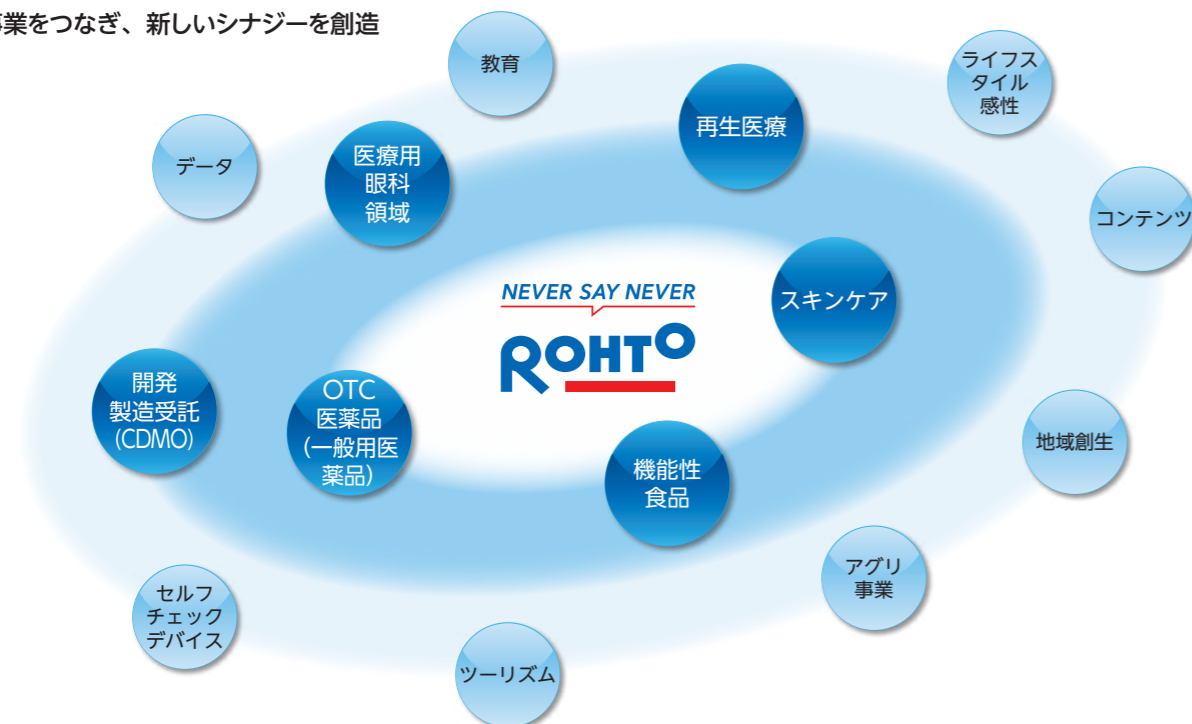 業をつなぎ、新しいシナジーを創造
教育
ライフス
タイル
感性
データ
医療用
眼科
領域
再生医療
コンテンツ
NEVER SAY NEVER
ROHTO
スキンケア
開発
製造受託
(CDMO)
OTC
医薬品
(一般用医
薬品)
機能性
食品
地域創生
アグリ
事業
セルフ
チェック
デバイス
ツーリズム